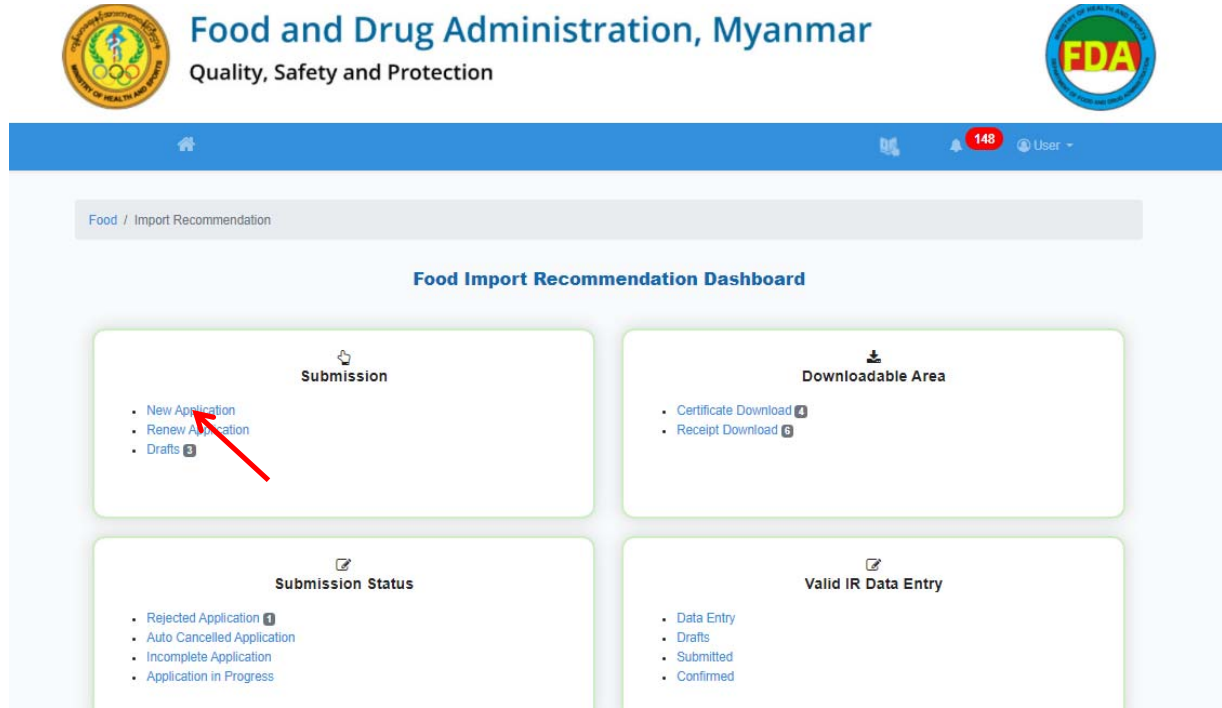 Food and Drug Administration, Myanmar
Quality, Safety and Protection
FDA
148
User
Food / Import Recommendation
Food Import Recommendation Dashboard
Submission
New Application
Renew Application
Drafts 3
Downloadable Area
Certificate Download 4
Receipt Download 6
Submission Status
Rejected Application 1
Auto Cancelled Application
Incomplete Application
Application in Progress
Valid IR Data Entry
Data Entry
Drafts
Submitted
Confirmed